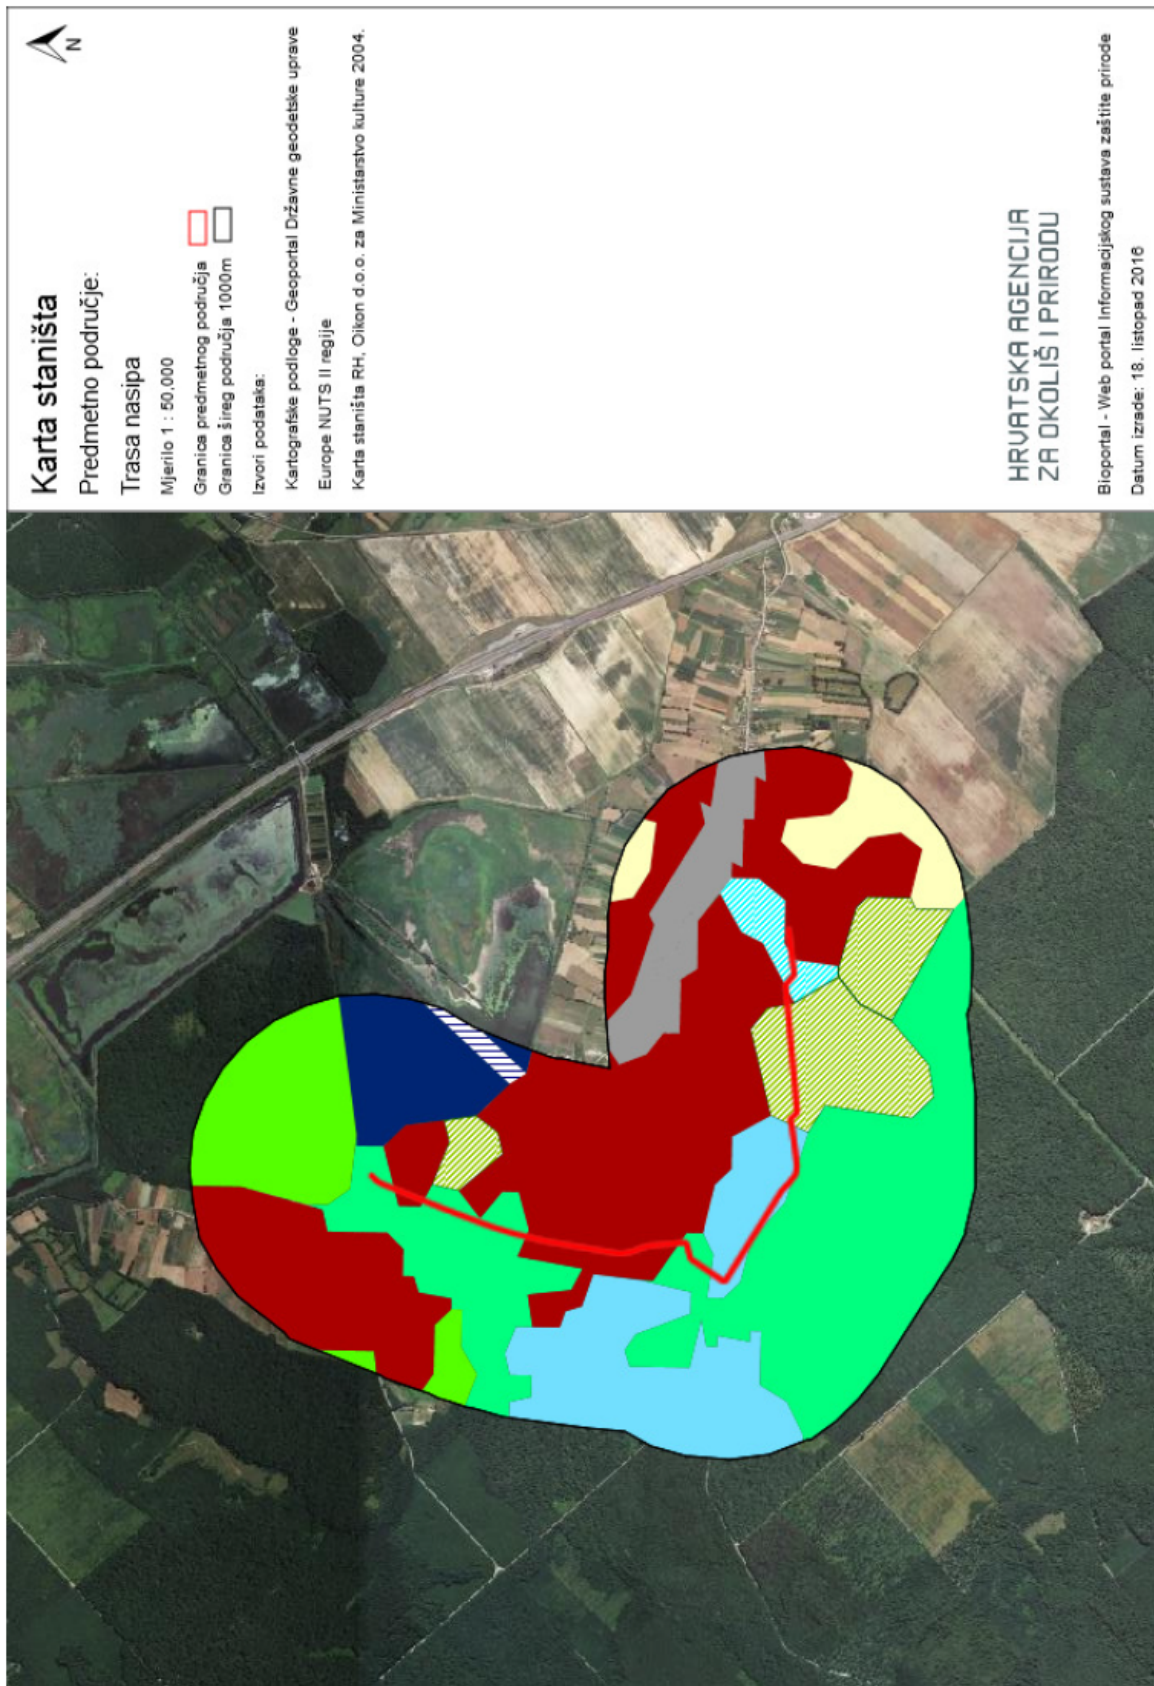 N
Karta staništa
Predmetno područje:
Trasa nasipa
Mjerilo 1 : 50,000
Granica predmetnog područja
Granica šireg područja 1000m
Izvori podataka:
Kartografske podloge - Geoportal Državne geodetske uprave
Europe NUTS II regije
Karta staništa RH, Oikon d.o.o. za Ministarstvo kulture 2004.
HRVATSKA AGENCIJA
ZA OKOLIŠ I PRIRODU
Bioportal - Web portal Informacijskog sustava zaštite prirode
Datum izrade: 18. listopad 2016